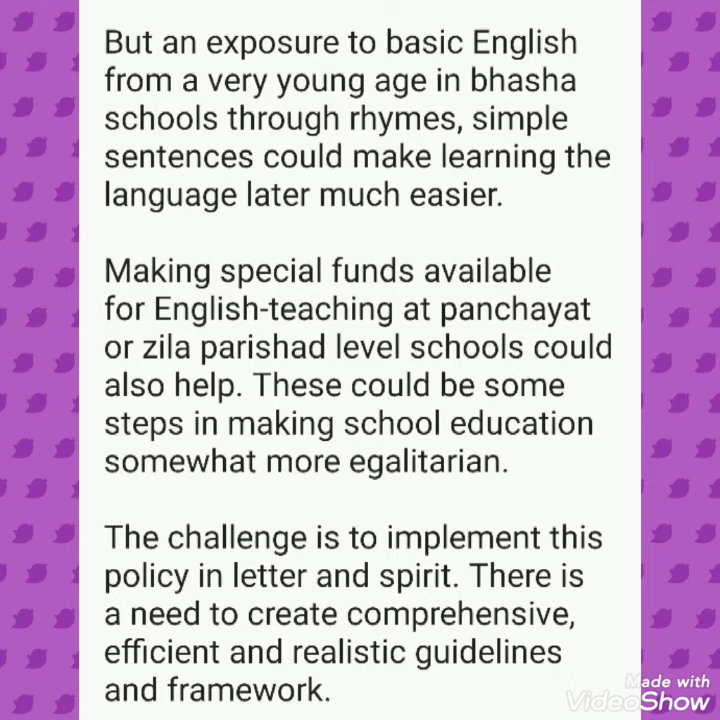 But an exposure to basic English
from a very young age in bhasha
schools through rhymes, simple
sentences could make learning the
language later much easier.
Making special funds available
for English-teaching at panchayat
or zila parishad level schools could
also help. These could be some
steps in making school education
somewhat more egalitarian.
The challenge is to implement this
policy in letter and spirit. There is
a need to create comprehensive,
efficient and realistic guidelines
and framework.
Made with
VideoShow